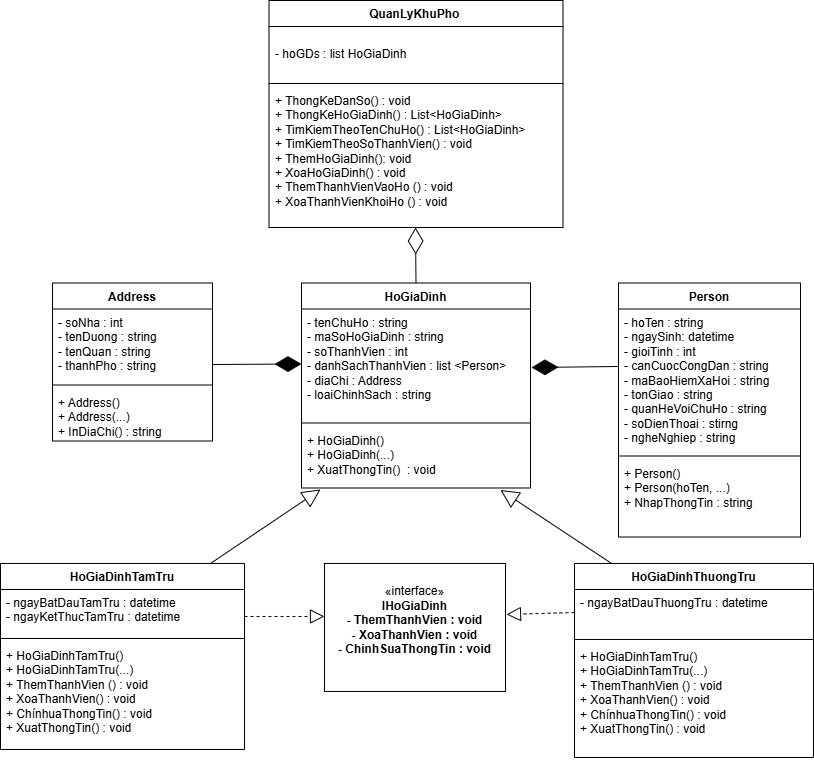 QuanLyKhuPho
- hoGDs : list HoGiaDinh
+ ThongKeDanSo() : void
+ ThongKeHoGiaDinh() : List<HoGiaDinh>
+ TimKiemTheoTenChuHo() : List<HoGiaDinh>
+ TimKiemTheoSoThanhVien() : void
+ ThemHoGiaDinh(): void
+ XoaHoGiaDinh() : void
+ ThemThanhVienVaoHo () : void
+ XoaThanhVienKhoiHo () : void
Address
- soNha : int
- tenDuong : string
- tenQuan : string
- thanhPho : string
+ Address()
+ Address(...)
+ InDiaChi() : string
HoGiaDinh
- tenChuHo : string
- maSoHoGiaDinh : string
- soThanhVien : int
- danhSachThanhVien : list <Person>
- diaChi : Address
- loaiChinhSach : string
+ HoGiaDinh()
+ HoGiaDinh(...)
+ XuatThongTin() : void
Person
- hoTen : string
- ngaySinh: datetime
- gioiTinh : int
- canCuocCongDan : string
- maBaoHiemXaHoi : string
- tonGiao : string
- quanHeVoiChuHo : string
- soDienThoai : stirng
- ngheNghiep : string
+ Person()
+ Person(hoTen, ...)
+ NhapThongTin : string
HoGiaDinhTamTru
- ngayBatDauTamTru : datetime
- ngayKetThucTamTru : datetime
+ HoGiaDinhTamTru()
+ HoGiaDinhTamTru(...)
+ ThemThanhVien () : void
+ XoaThanhVien() : void
+ ChínhuaThongTin() : void
+ XuatThongTin() : void
«interface»
IHoGiaDinh
- ThemThanhVien : void
- XoaThanhVien : void
- ChinhSuaThongTin : void
HoGiaDinhThuongTru
- ngayBatDauThuongTru : datetime
+ HoGiaDinhTamTru()
+ HoGiaDinhTamTru(...)
+ ThemThanhVien () : void
+ XoaThanhVien() : void
+ ChínhuaThongTin() : void
+ XuatThongTin() : void